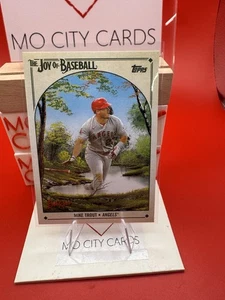 MO CITY CARDS
THE JOY OF BASEBALL
Topps
MIKE TROUT • ANGELS®
MO CITY CARDS